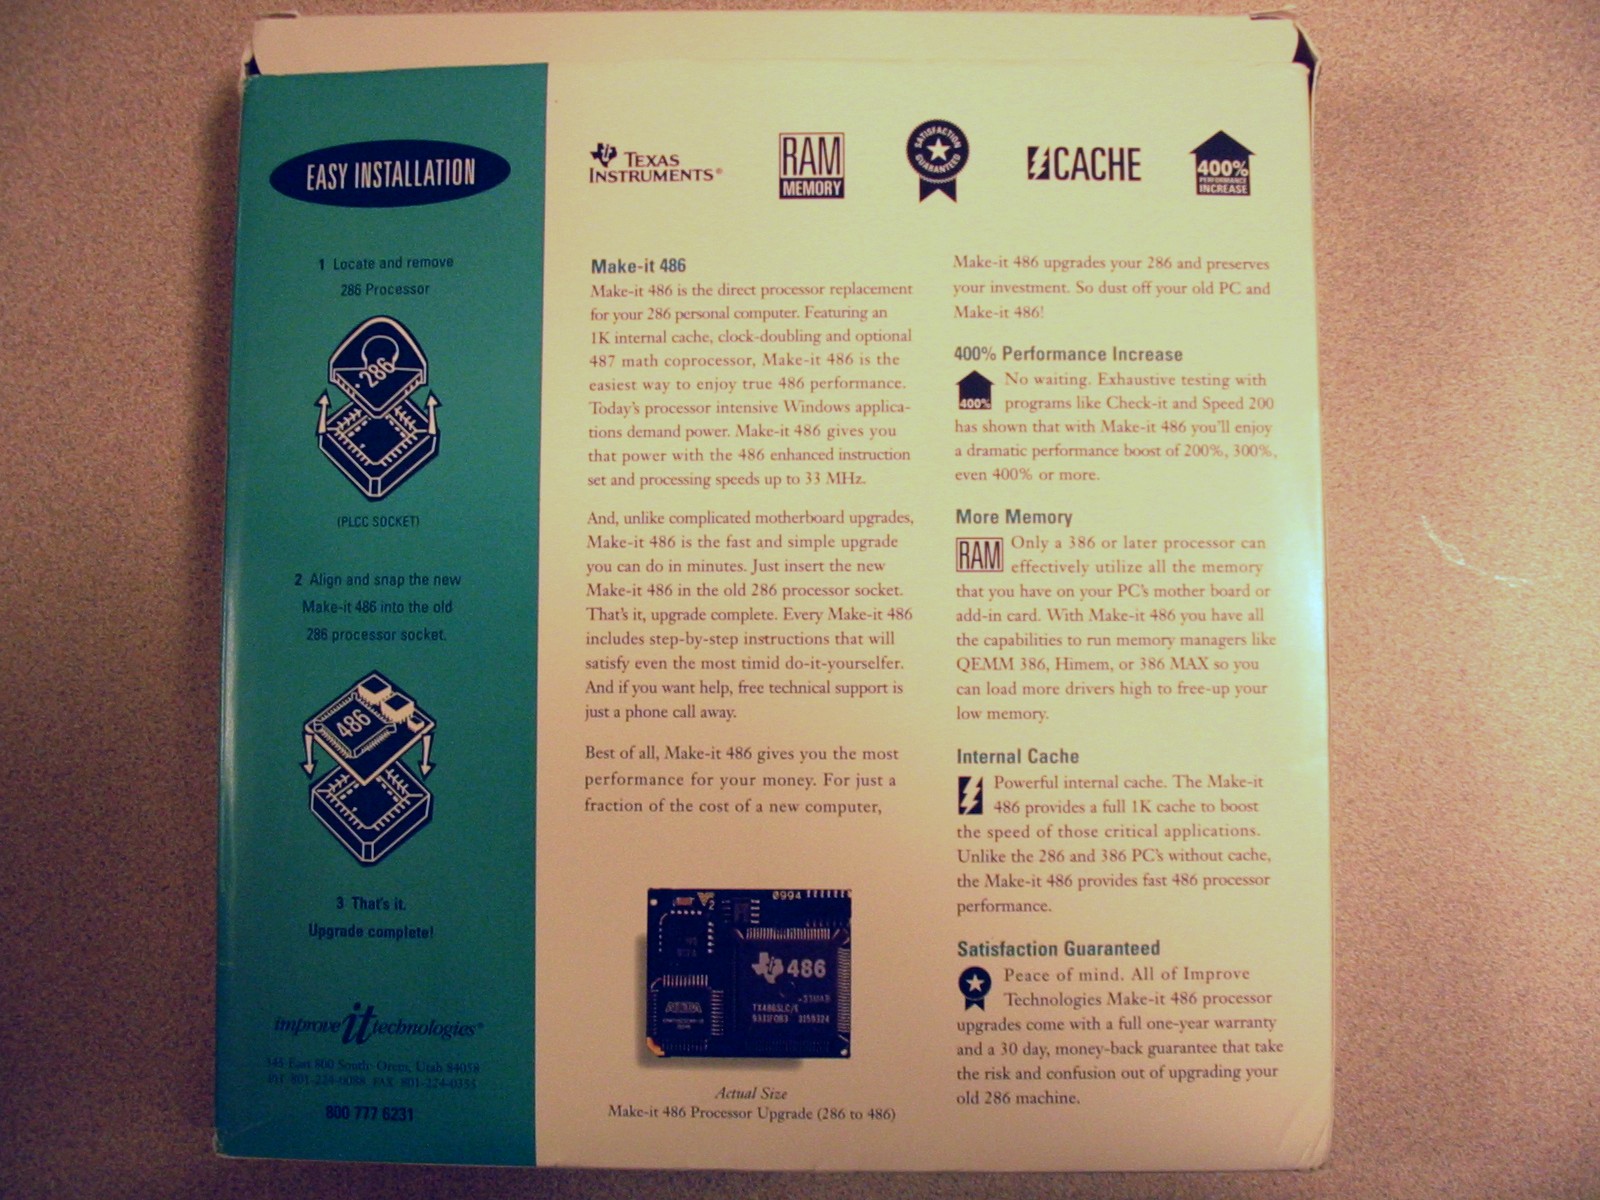 EASY INSTALLATION
1 Locate and remove
286 Processor
286
(PLCC SOCKET)
2 Align and snap the new
Make-it 486 into the old
286 processor socket.
486
3 That's it.
Upgrade complete!
improve it technologies®
East 800 South Orem, Utah 84058
FAX 801-224-0355
800 777 6231
TEXAS
INSTRUMENTS®
RAM
MEMORY
SATISFACTION
GUARANTEED
CACHE
400%
PERFORMANCE
INCREASE
Make-it 486
Make-it 486 is the direct processor replacement
for your 286 personal computer. Featuring an
1K internal cache, clock-doubling and optional
487 math coprocessor, Make-it 486 is the
easiest way to enjoy true 486 performance.
Today's processor intensive Windows applica-
tions demand power. Make-it 486 gives you
that power with the 486 enhanced instruction
set and processing speeds up to 33 MHz.
And, unlike complicated motherboard upgrades,
Make-it 486 is the fast and simple upgrade
you can do in minutes. Just insert the new
Make-it 486 in the old 286 processor socket.
That's it, upgrade complete. Every Make-it 486
includes step-by-step instructions that will
satisfy even the most timid do-it-yourselfer.
And if you want help, free technical support is
just a phone call away.
Best of all, Make-it 486 gives you the most
performance for your money. For just a
fraction of the cost of a new computer,
0994
486
Actual Size
Make-it 486 Processor Upgrade (286 to 486)
Make-it 486 upgrades your 286 and preserves
your investment. So dust off your old PC and
Make-it 486!
400% Performance Increase
400%
No waiting. Exhaustive testing with
programs like Check-it and Speed 200
has shown that with Make-it 486 you'll enjoy
a dramatic performance boost of 200%, 300%,
even 400% or more.
More Memory
RAM
Only a 386 or later processor can
effectively utilize all the memory
that you have on your PC's mother board or
add-in card. With Make-it 486 you have all
the capabilities to run memory managers like
QEMM 386, Himem, or 386 MAX so you
can load more drivers high to free-up your
low memory.
Internal Cache
Powerful internal cache. The Make-it
486 provides a full 1K cache to boost
the speed of those critical applications.
Unlike the 286 and 386 PC's without cache,
the Make-it 486 provides fast 486 processor
performance.
Satisfaction Guaranteed
Peace of mind. All of Improve
Technologies Make-it 486 processor
upgrades come with a full one-year warranty
and a 30 day, money-back guarantee that take
the risk and confusion out of upgrading your
old 286 machine.